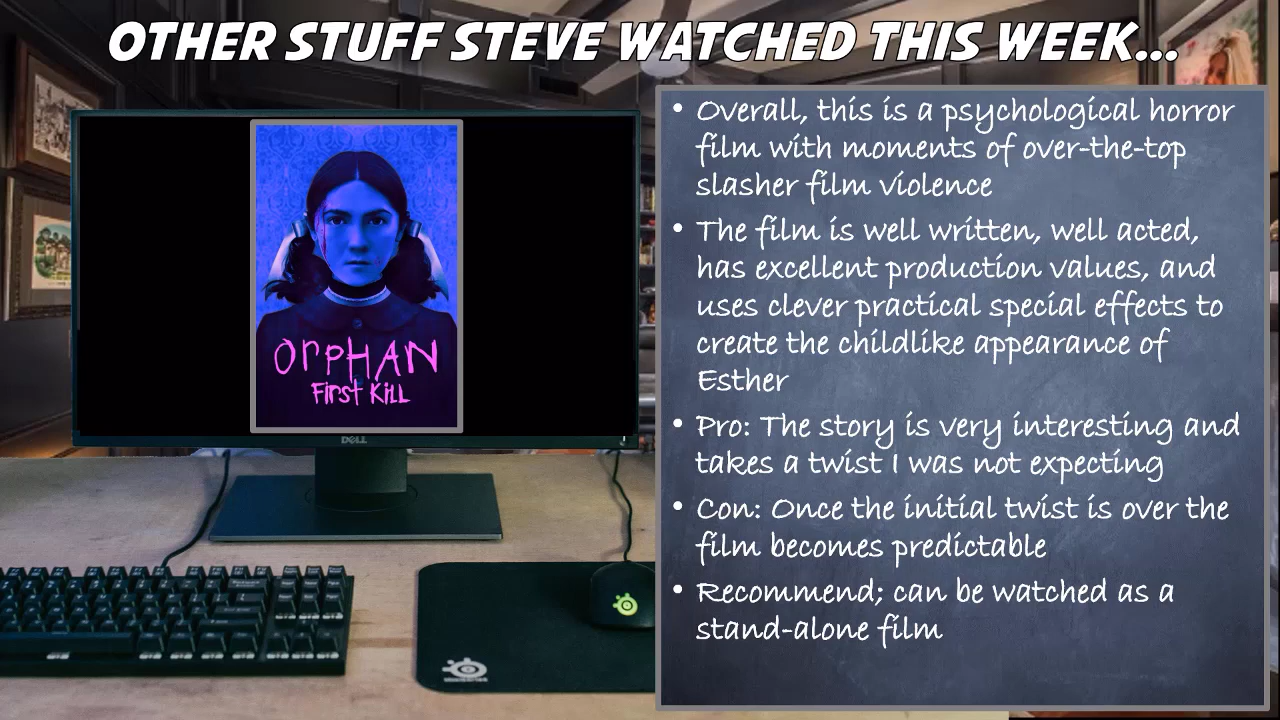 OTHER STUFF STEVE WATCHED THIS WEEK...
ORPHAN
First Kill
DELL
• Overall, this is a psychological horror
film with moments of over-the-top
slasher film violence
• The film is well written, well acted,
has excellent production values, and
uses clever practical special effects to
create the childlike appearance of
Esther
• Pro: The story is very interesting and
takes a twist I was not expecting
• Con: Once the initial twist is over the
film becomes predictable
• Recommend; can be watched as a
stand-alone film